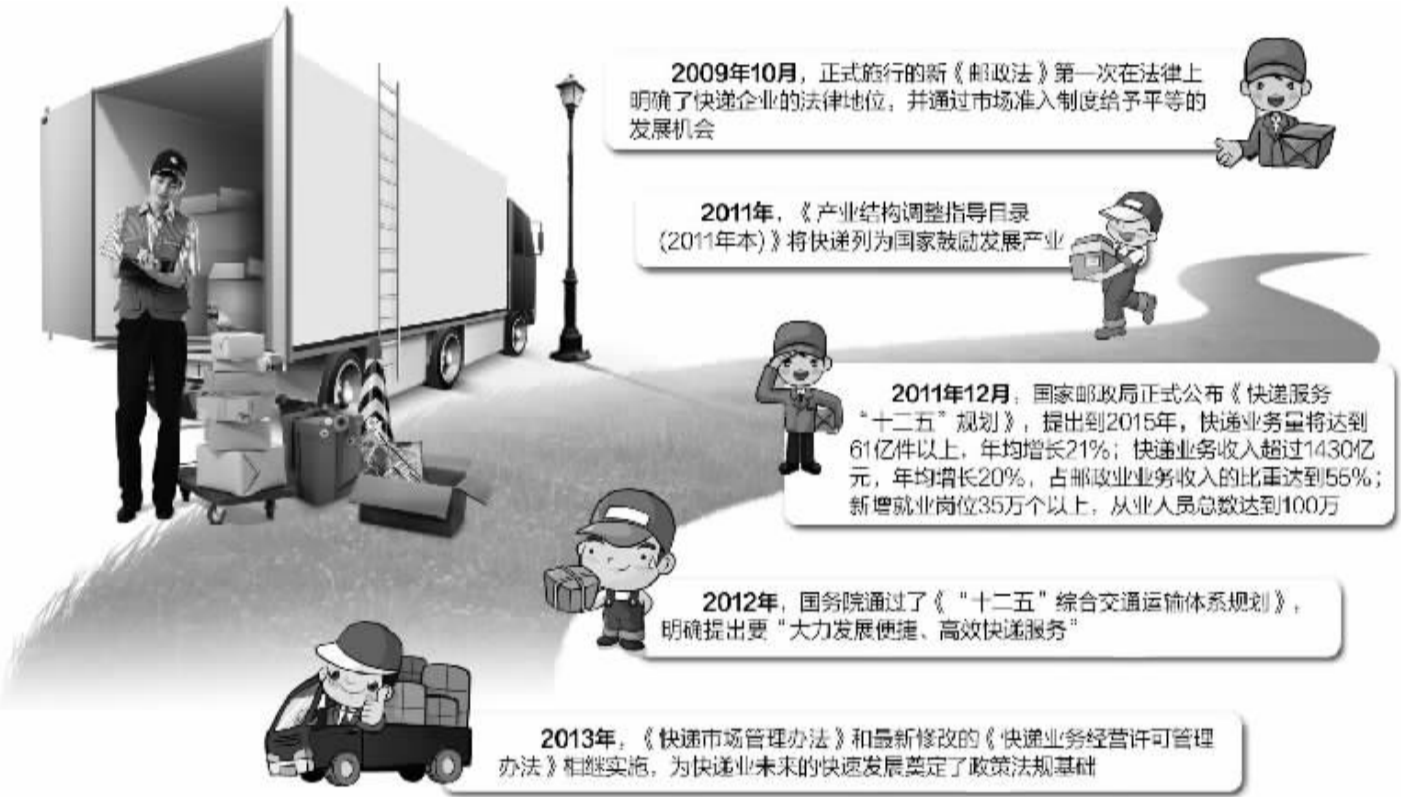 2009年10月，正式旅行的新《邮政法》第一次在法律上
明确了快递企业的法律地位，并通过市场准入制度给予平等的
发展机会
2011年，《产业结构调整指导目录
(2011年本)》将快递列为国家鼓励发展产业
2011年12月，国家邮政局正式公布《快递服务
“十二五”规划》，提出到2015年，快递业务量将达到
61亿件以上，年均增长21%；快递业务收入超过1430亿
元，年均增长20%，占邮政业业务收入的比重达到55%；
新增就业岗位35万个以上，从业人员总数达到100万
2012年，国务院通过了《“十二五”综合交通运输体系规划》，
明确提出要“大力发展便捷、高效快递服务”
2013年，《快递市场管理办法》和最新修改的《快递业务经营许可管理
办法》相继实施，为快递业未来的快速发展奠定了政策法规基础